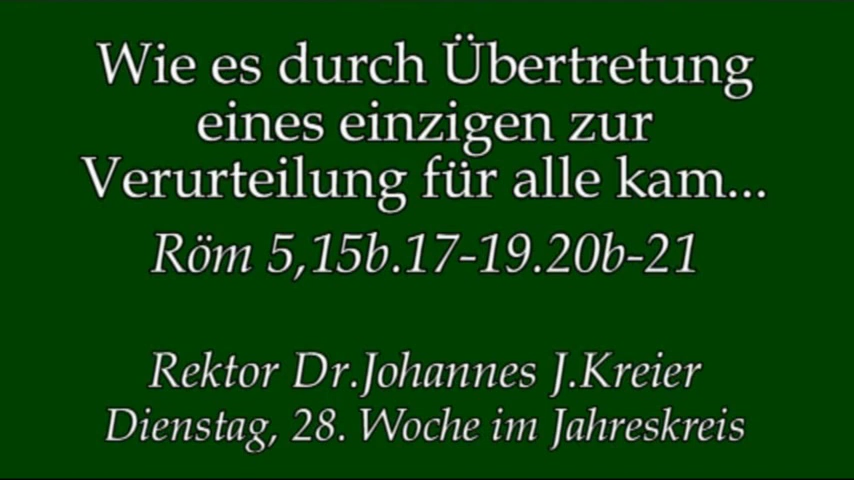 Wie es durch Übertretung
eines einzigen zur
Verurteilung für alle kam...
Röm 5,15b.17-19.20b-21
Rektor Dr.Johannes J.Kreier
Dienstag, 28. Woche im Jahreskreis